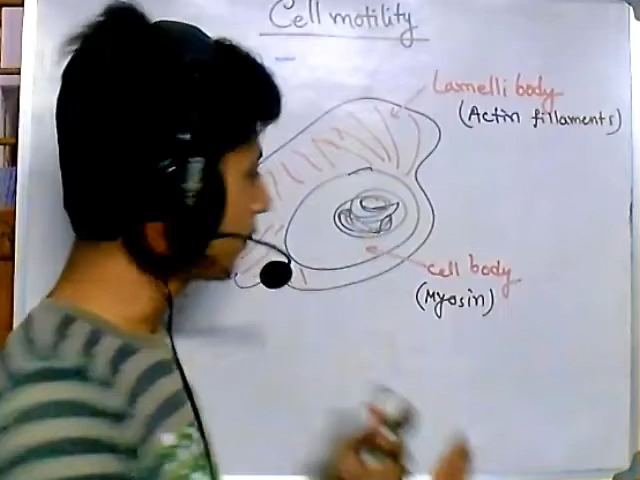 Cell motility
Lamelli body
(Actin fillaments)
cell body
(Myosin)